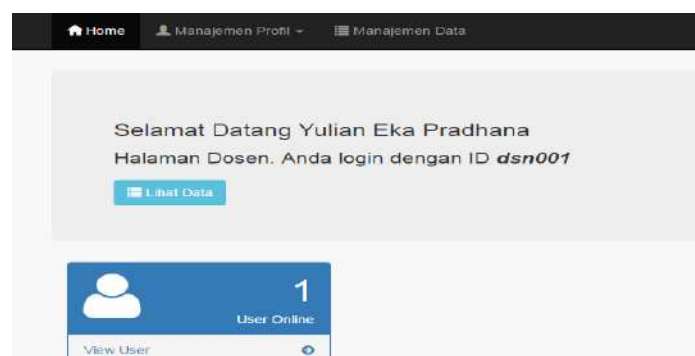 Home Manajemen Profil Manajemen Data
Selamat Datang Yulian Eka Pradhana
Halaman Dosen. Anda login dengan ID dsn001
Lihat Data
1
User Online
View User